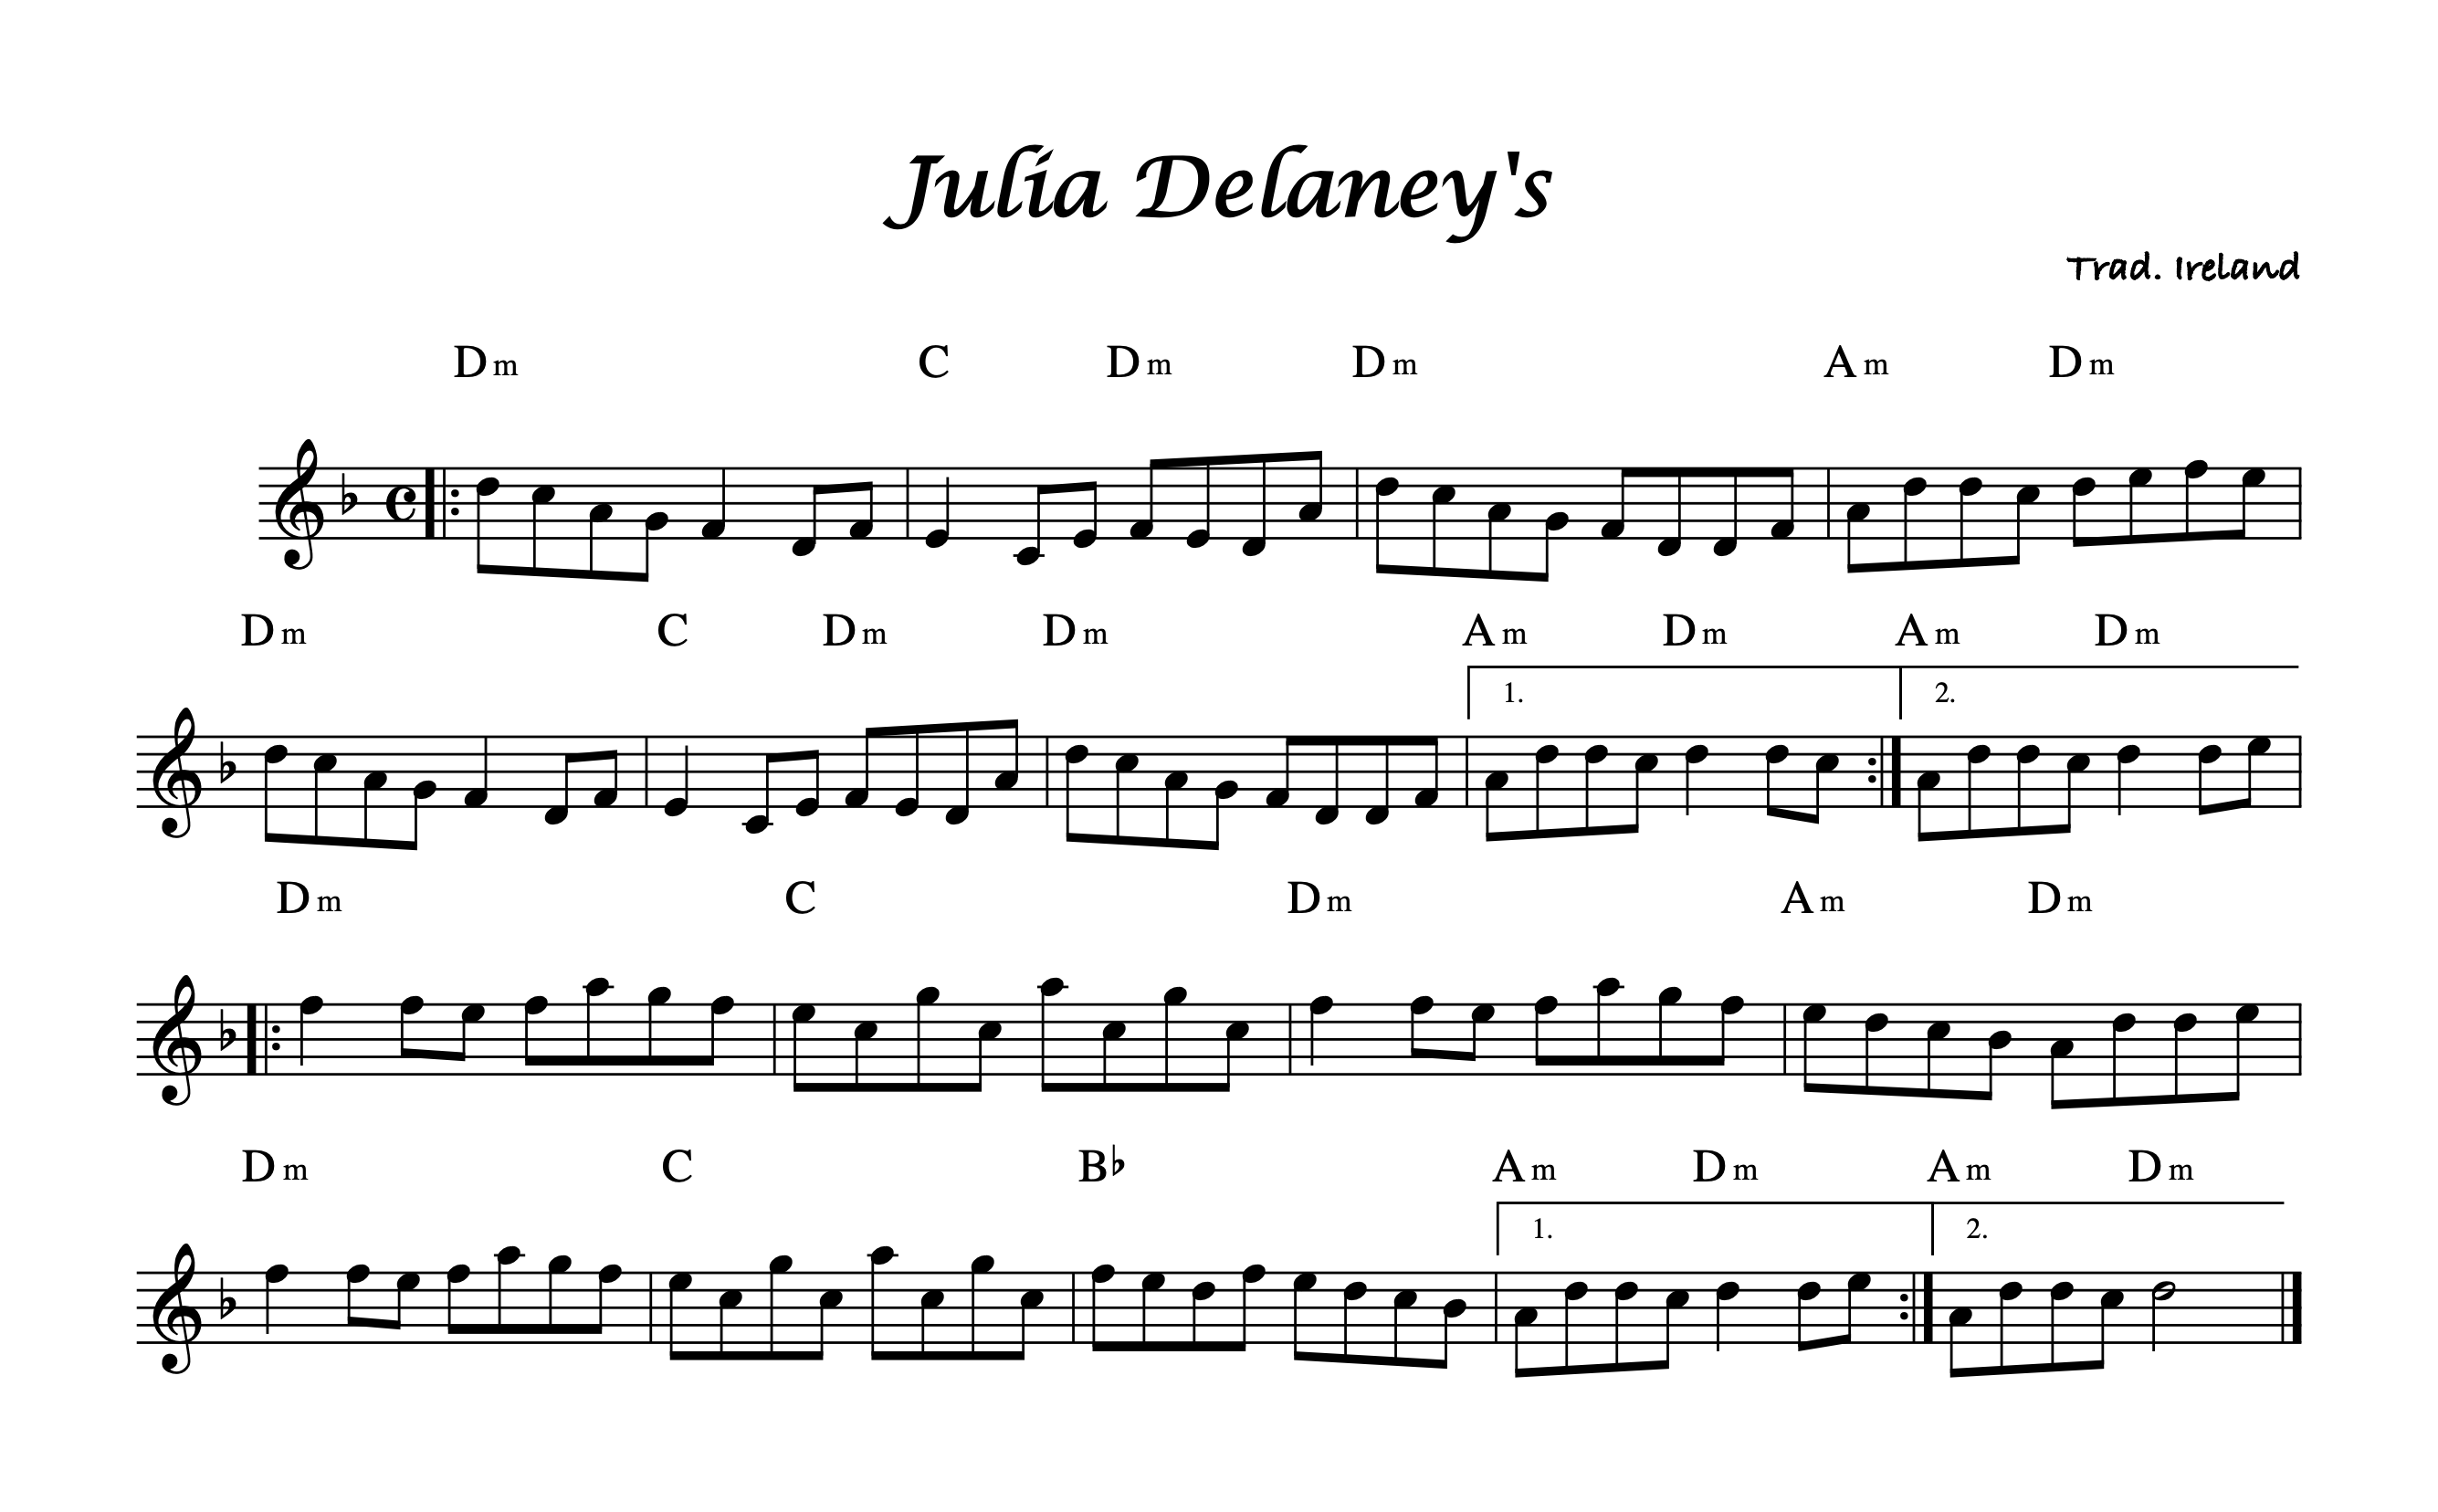 Julia Delaney's
Trad. Ireland
Dm C Dm Dm Am Dm
Dm C Dm Dm Am Dm Am Dm
1. 2.
Dm C Dm Am Dm
Dm C B♭ Am Dm Am Dm
1. 2.